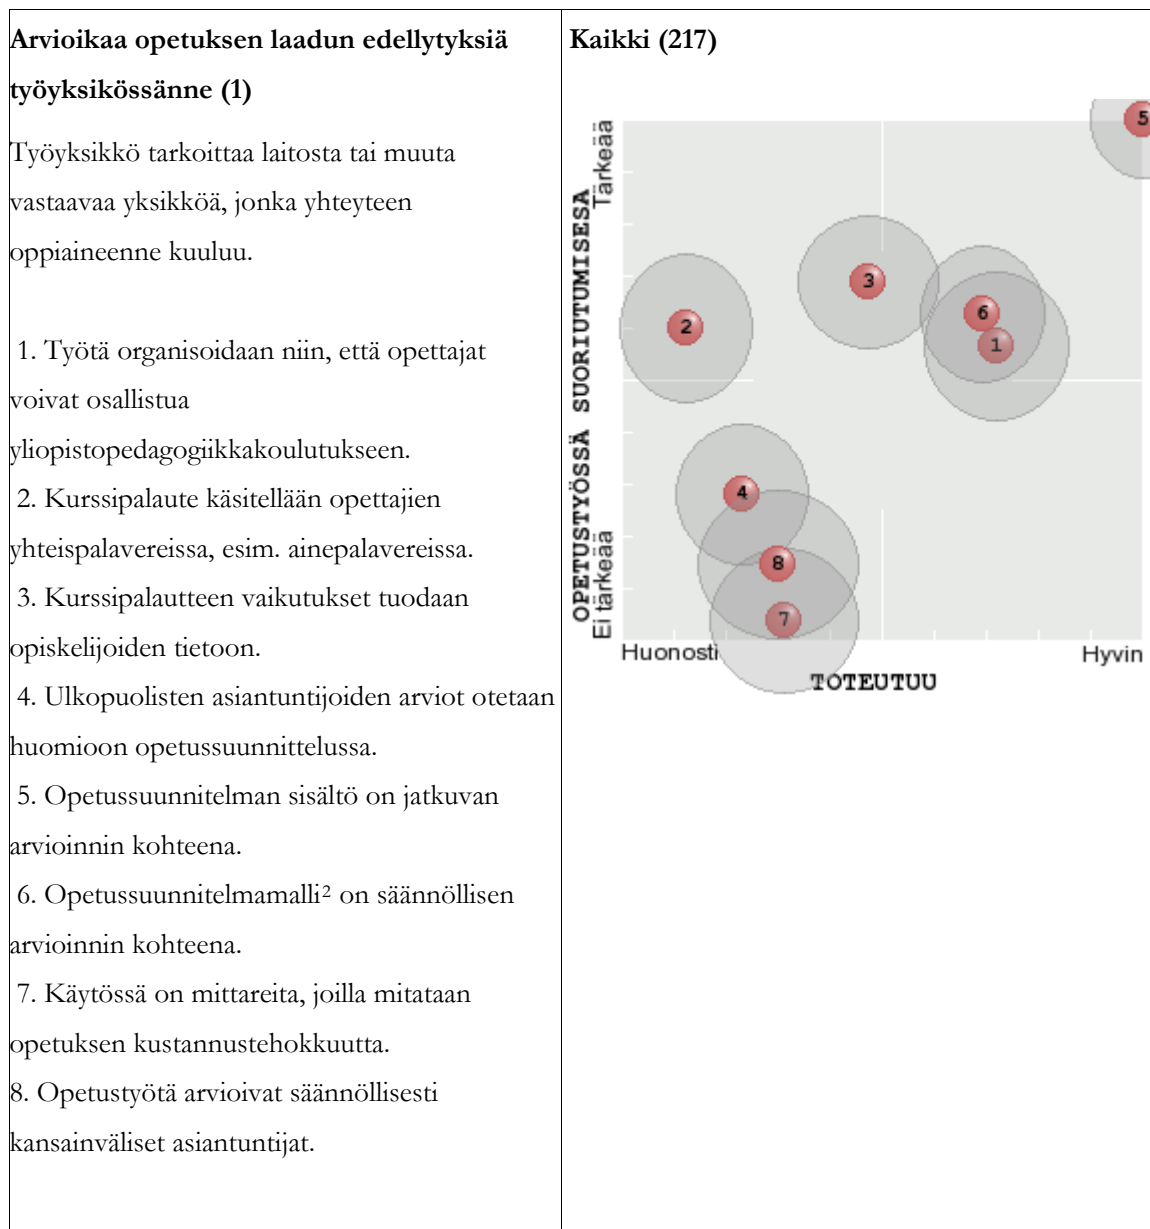 Arvioikaa opetuksen laadun edellytyksiä
työyksikössänne (1)
Työyksikkö tarkoittaa laitosta tai muuta
vastaavaa yksikköä, jonka yhteyteen
oppiaineenne kuuluu.
1. Työtä organisoidaan niin, että opettajat
voivat osallistua
yliopistopedagogiikkakoulutukseen.
2. Kurssipalaute käsitellään opettajien
yhteispalavereissa, esim. ainepalavereissa.
3. Kurssipalautteen vaikutukset tuodaan
opiskelijoiden tietoon.
4. Ulkopuolisten asiantuntijoiden arviot otetaan
huomioon opetussuunnittelussa.
5. Opetussuunnitelman sisältö on jatkuvan
arvioinnin kohteena.
6. Opetussuunnitelmamalli² on säännöllisen
arvioinnin kohteena.
7. Käytössä on mittareita, joilla mitataan
opetuksen kustannustehokkuutta.
8. Opetustyötä arvioivat säännöllisesti
kansainväliset asiantuntijat.
Kaikki (217)
OPETUSTYÖSSÄ SUORIUTUMISESA
Tärkeää
Ei tärkeää
5
3
6
2
1
4
8
7
Huonosti
Hyvin
TOTEUTUU